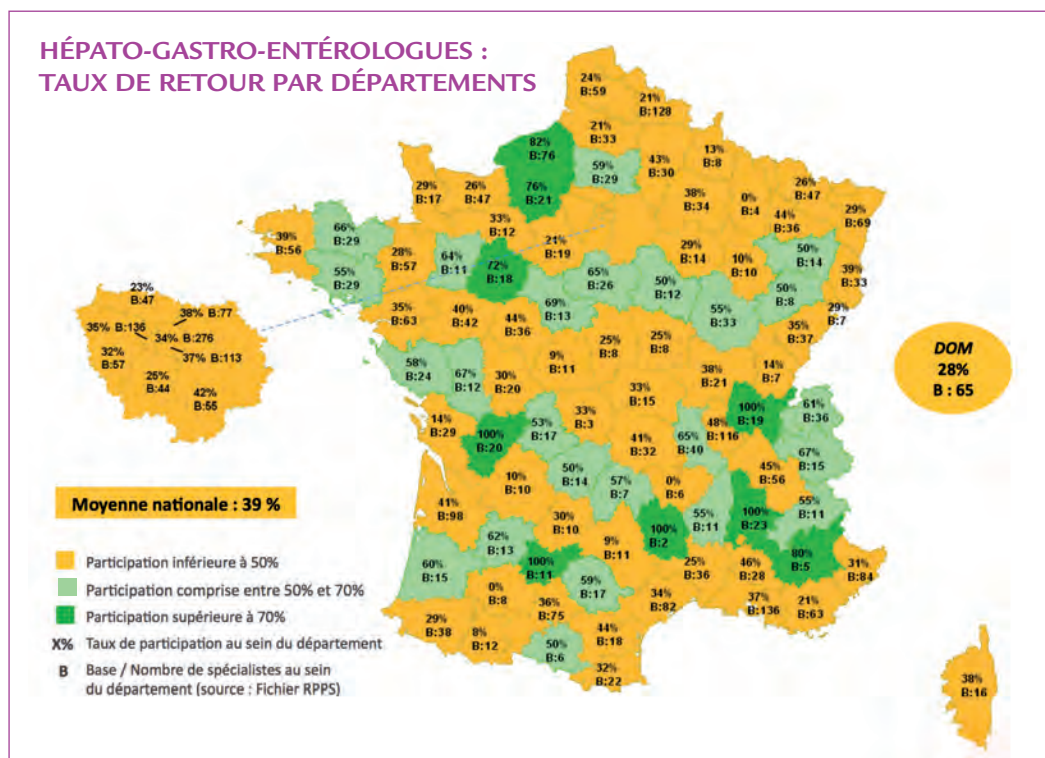 HÉPATO-GASTRO-ENTÉROLOGUES :
TAUX DE RETOUR PAR DÉPARTEMENTS
24%
B:59
21%
B:128
21%
B:33
82%
B:76
59%
B:29
43%
B:30
13%
B:8
29%
B:17
26%
B:47
76%
B:21
38%
B:34
0%
B:4
26%
B:47
44%
B:36
29%
B:69
39%
B:56
66%
B:29
33%
B:12
55%
B:29
28%
B:57
64%
B:11
72%
B:18
21%
B:19
65%
B:26
29%
B:14
10%
B:10
50%
B:14
39%
B:33
50%
B:12
50%
B:8
29%
B:7
35%
B:63
40%
B:42
44%
B:36
69%
B:13
55%
B:33
35%
B:37
23%
B:47
38% B:77
35% B:136
34% B:276
37% B:113
32%
B:57
25%
B:44
42%
B:55
58%
B:24
67%
B:12
30%
B:20
9%
B:11
25%
B:8
25%
B:8
38%
B:21
14%
B:7
DOM
28%
B : 65
14%
B:29
100%
B:20
53%
B:17
33%
B:3
33%
B:15
48%
B:116
100%
B:19
61%
B:36
41%
B:32
65%
B:40
67%
B:15
10%
B:10
50%
B:14
57%
B:7
0%
B:6
45%
B:56
55%
B:11
Moyenne nationale : 39 %
41%
B:98
30%
B:10
9%
B:11
100%
B:2
55%
B:11
100%
B:23
80%
B:5
31%
B:84
62%
B:13
100%
B:11
59%
B:17
25%
B:36
46%
B:28
60%
B:15
0%
B:8
36%
B:75
34%
B:82
37%
B:136
21%
B:63
29%
B:38
8%
B:12
50%
B:6
44%
B:18
32%
B:22
38%
B:16
Participation inférieure à 50%
Participation comprise entre 50% et 70%
Participation supérieure à 70%
X% Taux de participation au sein du département
B Base / Nombre de spécialistes au sein
du département (source : Fichier RPPS)